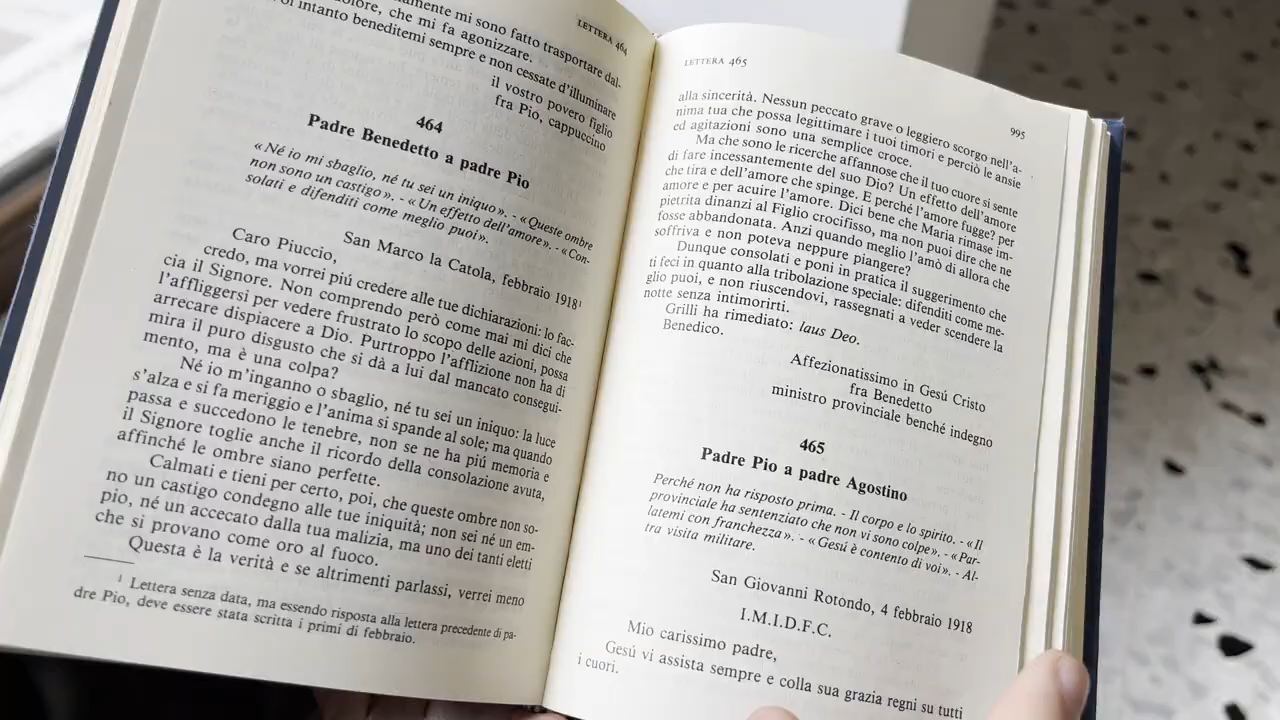 LETTERA 464
mente mi sono fatto trasportare dal-
ore, che mi fa agonizzare.
oi intanto beneditemi sempre e non cessate d'illuminare
il vostro povero figlio
fra Pio, cappuccino
464
Padre Benedetto a padre Pio
« Né io mi sbaglio, né tu sei un iniquo ». - « Queste ombre
non sono un castigo ». - « Un effetto dell'amore ». - « Con-
solati e difenditi come meglio puoi ».
San Marco la Catola, febbraio 1918¹
Caro Piuccio,
credo, ma vorrei piú credere alle tue dichiarazioni: lo fac-
cia il Signore. Non comprendo però come mai mi dici che
l'affliggersi per vedere frustrato lo scopo delle azioni, possa
arrecare dispiacere a Dio. Purtroppo l'afflizione non ha di
mira il puro disgusto che si dà a lui dal mancato consegui-
mento, ma è una colpa?
Né io m'inganno o sbaglio, né tu sei un iniquo: la luce
s'alza e si fa meriggio e l'anima si spande al sole; ma quando
passa e succedono le tenebre, non se ne ha piú memoria e
il Signore toglie anche il ricordo della consolazione avuta,
affinché le ombre siano perfette.
Calmati e tieni per certo, poi, che queste ombre non so-
no un castigo condegno alle tue iniquità; non sei né un em-
pio, né un accecato dalla tua malizia, ma uno dei tanti eletti
che si provano come oro al fuoco.
Questa è la verità e se altrimenti parlassi, verrei meno
¹ Lettera senza data, ma essendo risposta alla lettera precedente di pa-
dre Pio, deve essere stata scritta i primi di febbraio.
LETTERA 465
995
alla sincerità. Nessun peccato grave o leggiero scorgo nell'a-
nima tua che possa legittimare i tuoi timori e perciò le ansie
ed agitazioni sono una semplice croce.
Ma che sono le ricerche affannose che il tuo cuore si sente
di fare incessantemente del suo Dio? Un effetto dell'amore
che tira e dell'amore che spinge. E perché l'amore fugge? per
amore e per acuire l'amore. Dici bene che Maria rimase im-
pietrita dinanzi al Figlio crocifisso, ma non puoi dire che ne
fosse abbandonata. Anzi quando meglio l'amò di allora che
soffriva e non poteva neppure piangere?
Dunque consolati e poni in pratica il suggerimento che
ti feci in quanto alla tribolazione speciale: difenditi come me-
glio puoi, e non riuscendovi, rassegnati a veder scendere la
notte senza intimorirti.
Grilli ha rimediato: laus Deo.
Benedico.
Affezionatissimo in Gesú Cristo
fra Benedetto
ministro provinciale benché indegno
465
Padre Pio a padre Agostino
Perché non ha risposto prima. - Il corpo e lo spirito. - « Il
provinciale ha sentenziato che non vi sono colpe ». - « Par-
latemi con franchezza ». - « Gesú è contento di voi ». - Al-
tra visita militare.
San Giovanni Rotondo, 4 febbraio 1918
I.M.I.D.F.C.
Mio carissimo padre,
Gesú vi assista sempre e colla sua grazia regni su tutti
i cuori.